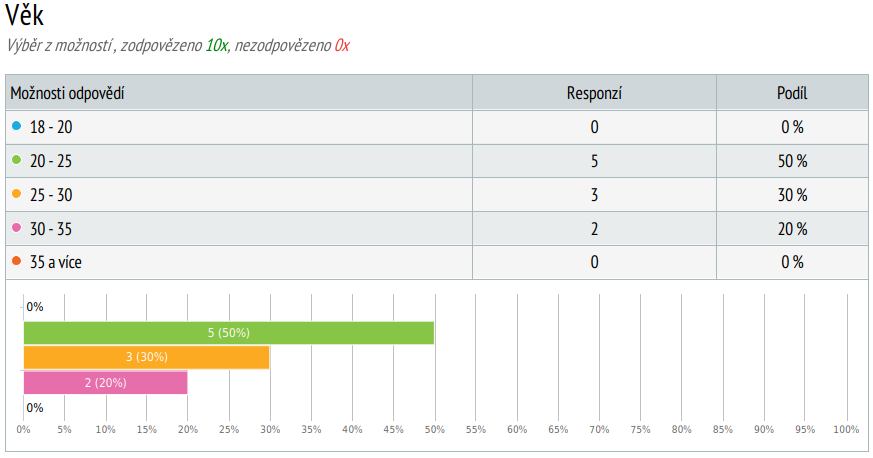 Věk
Výběr z možností , zodpovězeno 10x, nezodpovězeno 0x
Možnosti odpovědí Responzí Podíl
18 - 20 0 0 %
20 - 25 5 50 %
25 - 30 3 30 %
30 - 35 2 20 %
35 a více 0 0 %
0%
5 (50%)
3 (30%)
2 (20%)
0%
0% 5% 10% 15% 20% 25% 30% 35% 40% 45% 50% 55% 60% 65% 70% 75% 80% 85% 90% 95% 100%